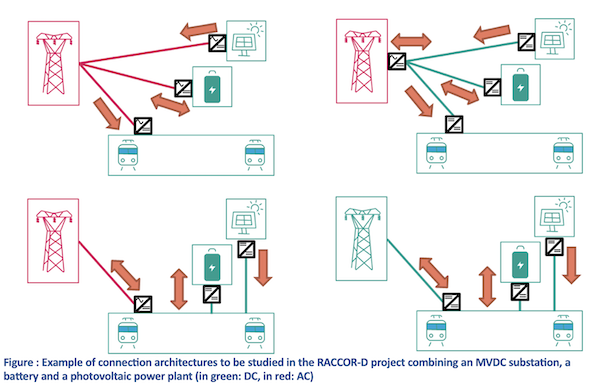 Figure : Example of connection architectures to be studied in the RACCOR-D project combining an MVDC substation, a
battery and a photovoltaic power plant (in green: DC, in red: AC)